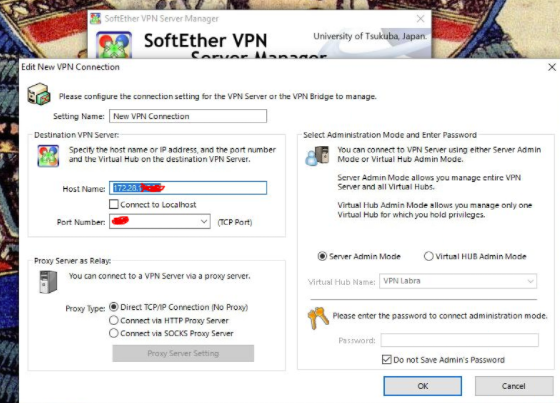 SoftEther VPN Server Manager
SoftEther VPN
Server Manager
University of Tsukuba, Japan.
Edit New VPN Connection
Please configure the connection setting for the VPN Server or the VPN Bridge to manage.
Setting Name: New VPN Connection
Destination VPN Server:
Specify the host name or IP address, and the port number
and the Virtual Hub on the destination VPN Server.
Host Name: 172.28.
Connect to Localhost
Port Number: (TCP Port)
Proxy Server as Relay:
You can connect to a VPN Server via a proxy server.
Proxy Type: Direct TCP/IP Connection (No Proxy)
Connect via HTTP Proxy Server
Connect via SOCKS Proxy Server
Proxy Server Setting
Select Administration Mode and Enter Password
You can connect to VPN Server using either Server Admin
Mode or Virtual Hub Admin Mode.
Server Admin Mode allows you manage entire VPN
Server and all Virtual Hubs.
Virtual Hub Admin Mode allows you manage only one
Virtual Hub for which you hold privileges.
Server Admin Mode Virtual HUB Admin Mode
Virtual Hub Name: VPN Labra
Please enter the password to connect administration mode.
Password:
Do not Save Admin's Password
OK Cancel